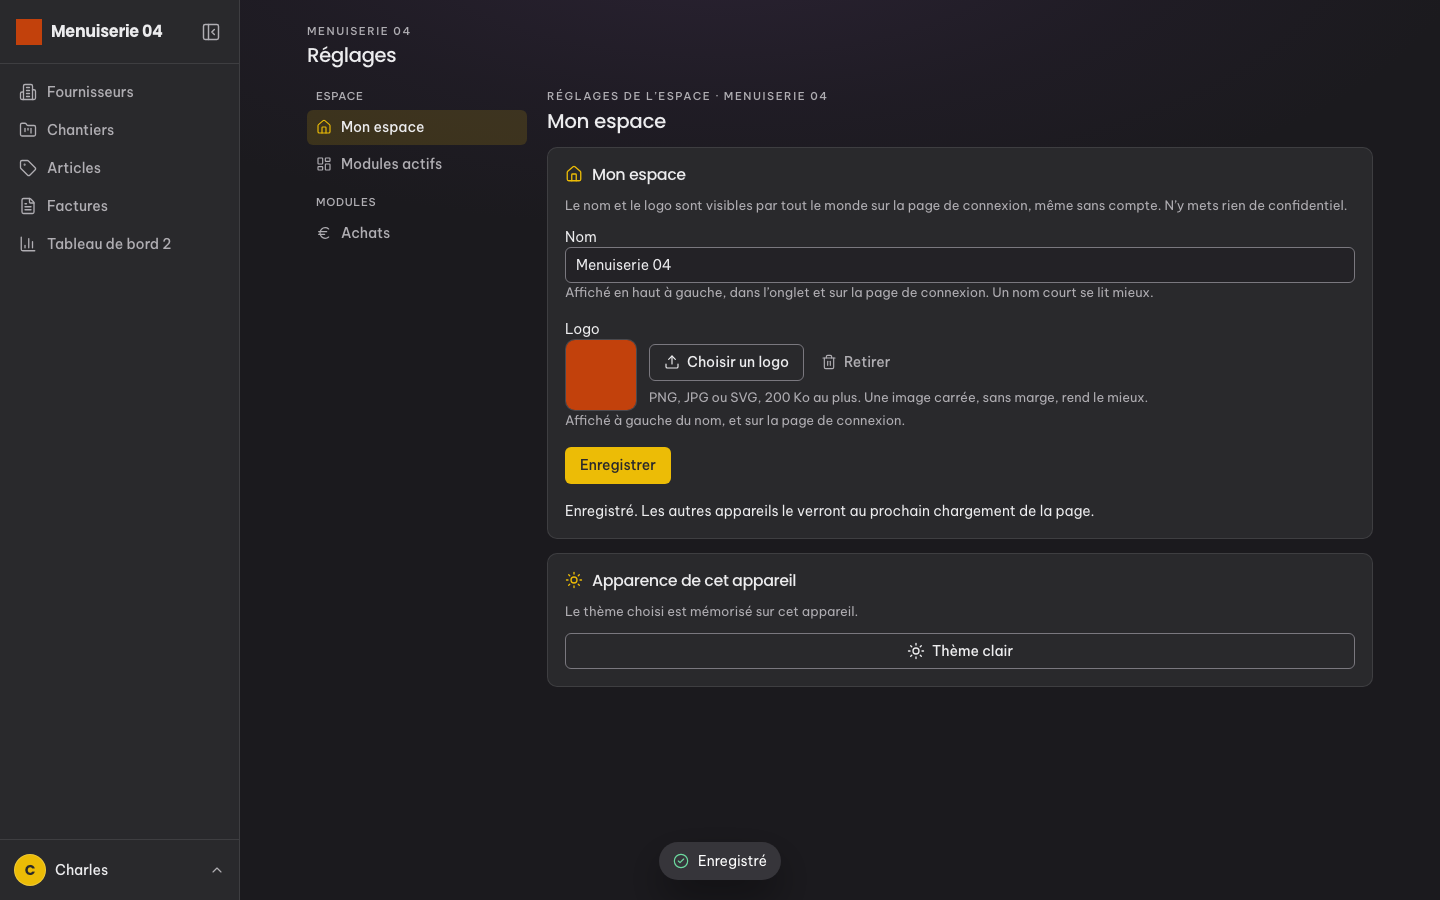 Menuiserie 04
Fournisseurs
Chantiers
Articles
Factures
Tableau de bord 2
C
Charles
MENUISERIE 04
Réglages
ESPACE
Mon espace
Modules actifs
MODULES
Achats
RÉGLAGES DE L'ESPACE · MENUISERIE 04
Mon espace
Mon espace
Le nom et le logo sont visibles par tout le monde sur la page de connexion, même sans compte. N'y mets rien de confidentiel.
Nom
Menuiserie 04
Affiché en haut à gauche, dans l'onglet et sur la page de connexion. Un nom court se lit mieux.
Logo
Choisir un logo
Retirer
PNG, JPG ou SVG, 200 Ko au plus. Une image carrée, sans marge, rend le mieux.
Affiché à gauche du nom, et sur la page de connexion.
Enregistrer
Enregistré. Les autres appareils le verront au prochain chargement de la page.
Apparence de cet appareil
Le thème choisi est mémorisé sur cet appareil.
Thème clair
Enregistré